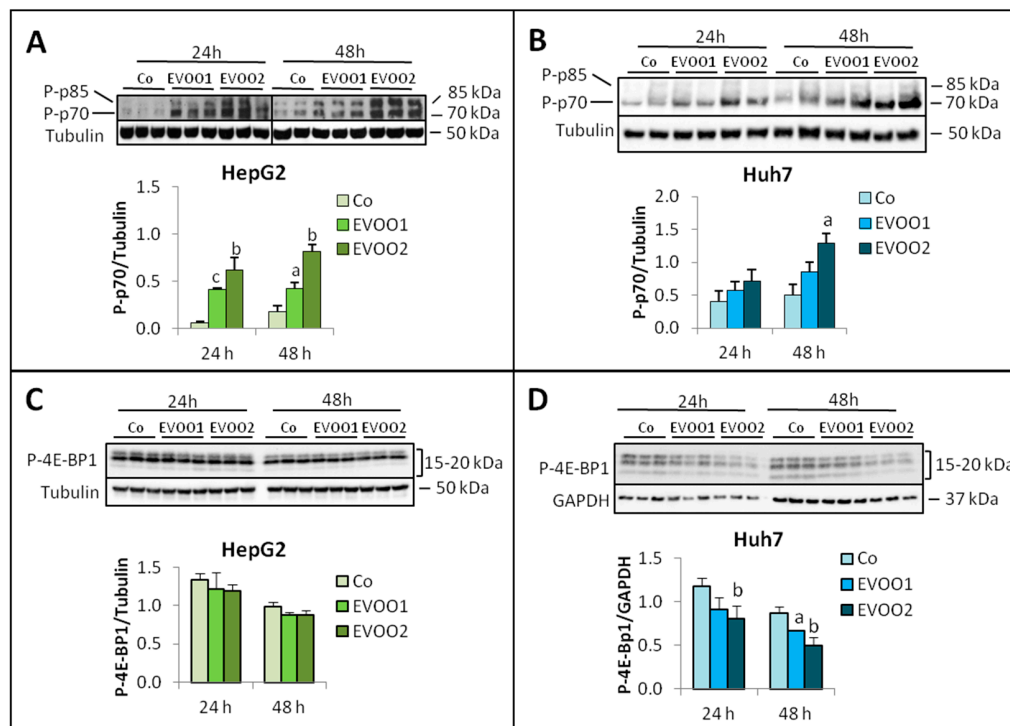 A
24h 48h
Co EVOO1 EVOO2 Co EVOO1 EVOO2
P-p85 85 kDa
P-p70 70 kDa
Tubulin 50 kDa
HepG2
P-p70/Tubulin
1.5
1.0
0.5
0.0
c b a b
24 h 48 h
Co
EVOO1
EVOO2
B
24h 48h
Co EVOO1 EVOO2 Co EVOO1 EVOO2
P-p85 85 kDa
P-p70 70 kDa
Tubulin 50 kDa
Huh7
P-p70/Tubulin
2.0
1.5
1.0
0.5
0.0
a
24 h 48 h
Co
EVOO1
EVOO2
C
24h 48h
Co EVOO1 EVOO2 Co EVOO1 EVOO2
P-4E-BP1 15-20 kDa
Tubulin 50 kDa
HepG2
P-4E-BP1/Tubulin
1.5
1.0
0.5
0.0
24 h 48 h
Co
EVOO1
EVOO2
D
24h 48h
Co EVOO1 EVOO2 Co EVOO1 EVOO2
P-4E-BP1 15-20 kDa
GAPDH 37 kDa
Huh7
P-4E-Bp1/GAPDH
1.5
1.0
0.5
0.0
b a b
24 h 48 h
Co
EVOO1
EVOO2